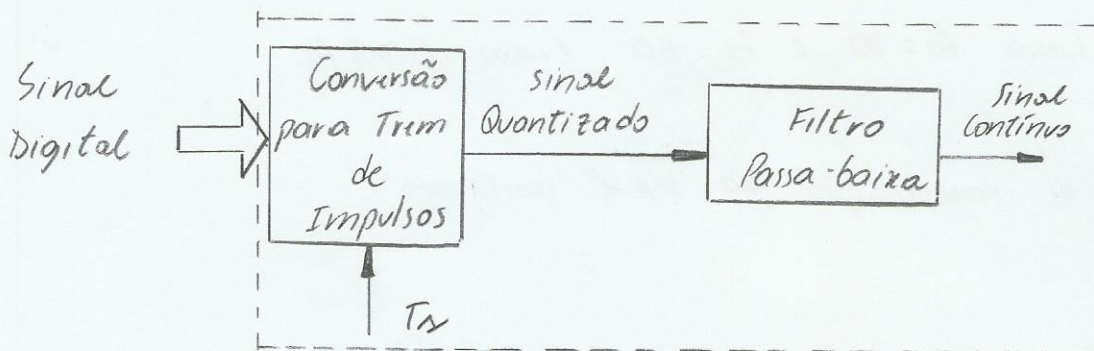 Sinal
Digital
Conversão
para Trem
de
Impulsos
sinal
Quantizado
Filtro
Passa-baixa
Sinal
Contínuo
Ts